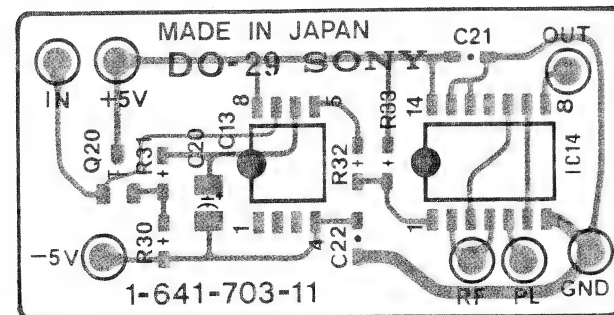 MADE IN JAPAN
DO-29 SONY
C21
OUT
IN
+5V
8
5
R33
14
8
Q20
R31
C20
C13
R32
IC14
R30
1
4
C22
1
-5V
RF
PL
GND
1-641-703-11